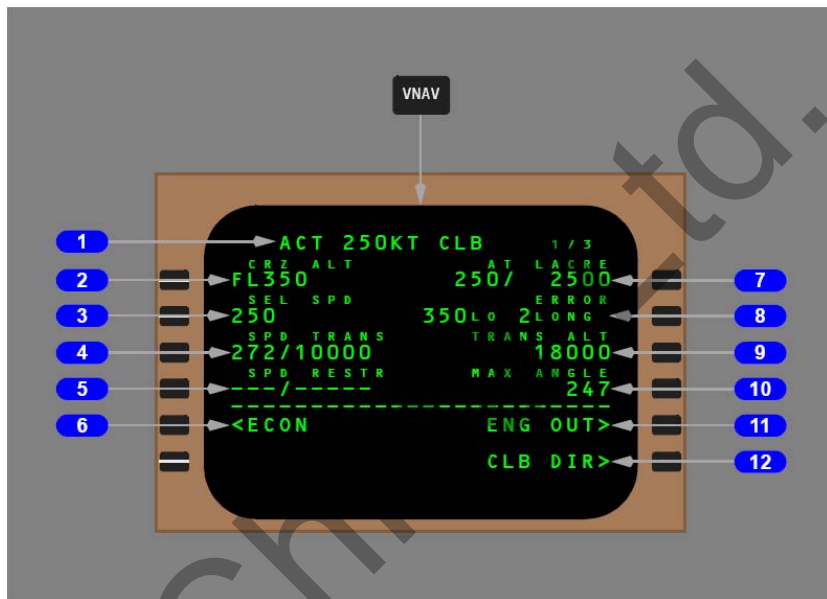 VNAV
ACT 250KT CLB 1/3
CRZ ALT AT LACRE
FL350 250/ 2500
SEL SPD ERROR
250 350LO 2LONG
SPD TRANS TRANS ALT
272/10000 18000
SPD RESTR MAX ANGLE
---/----- 247
------------------------
<ECON ENG OUT>
CLB DIR>
1
2
3
4
5
6
7
8
9
10
11
12